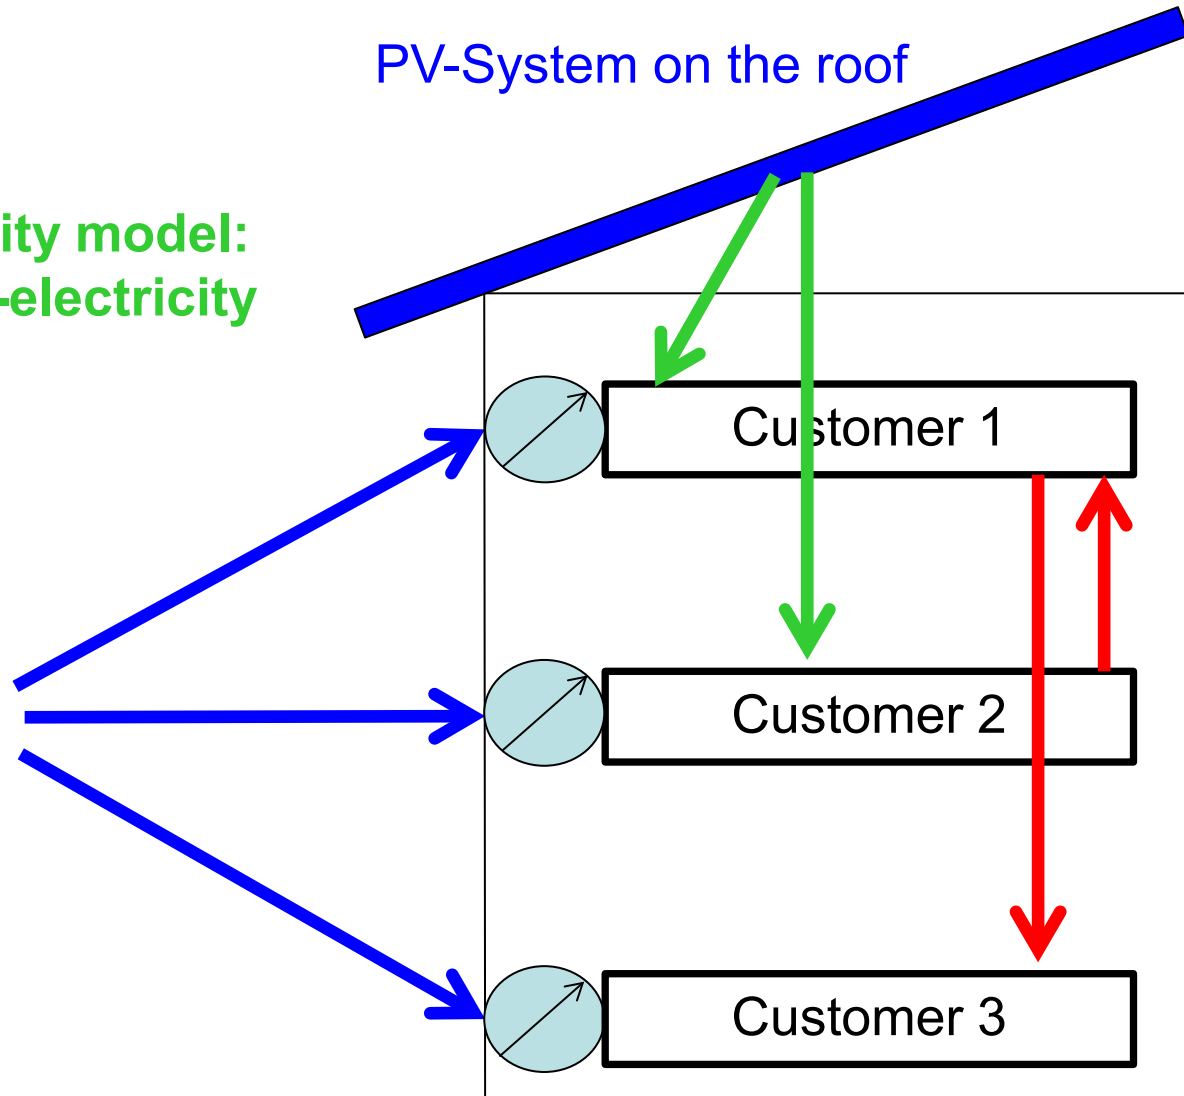 PV-System on the roof
ity model:
-electricity
Customer 1
Customer 2
Customer 3